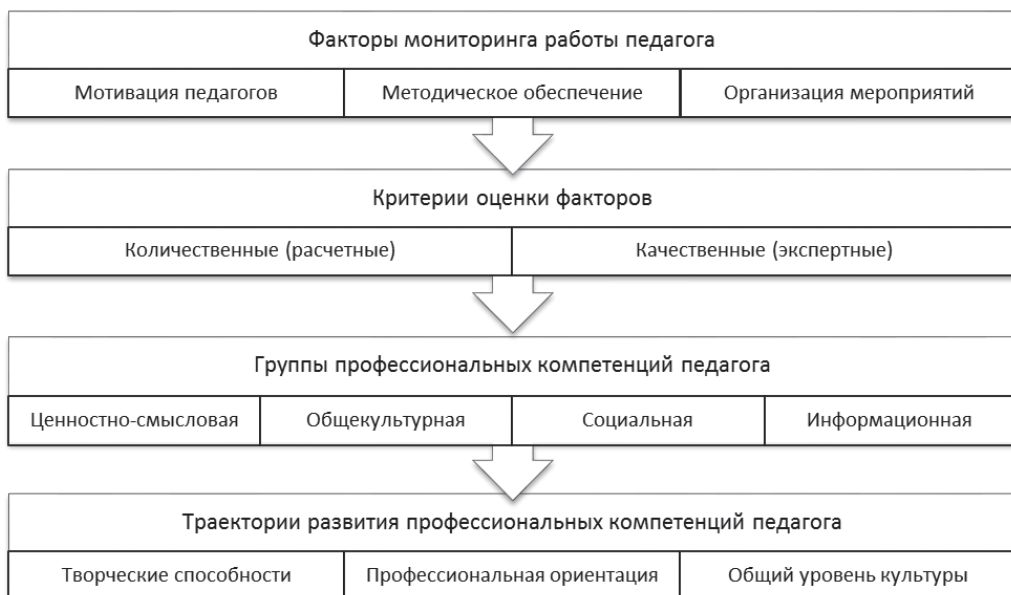 Факторы мониторинга работы педагога
Мотивация педагогов Методическое обеспечение Организация мероприятий
Критерии оценки факторов
Количественные (расчетные) Качественные (экспертные)
Группы профессиональных компетенций педагога
Ценностно-смысловая Общекультурная Социальная Информационная
Траектории развития профессиональных компетенций педагога
Творческие способности Профессиональная ориентация Общий уровень культуры